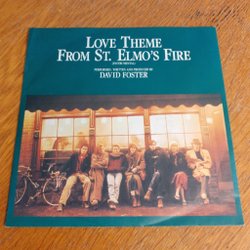 LOVE THEME
FROM ST. ELMO'S FIRE
(INSTRUMENTAL)
PERFORMED, WRITTEN AND PRODUCED BY
DAVID FOSTER